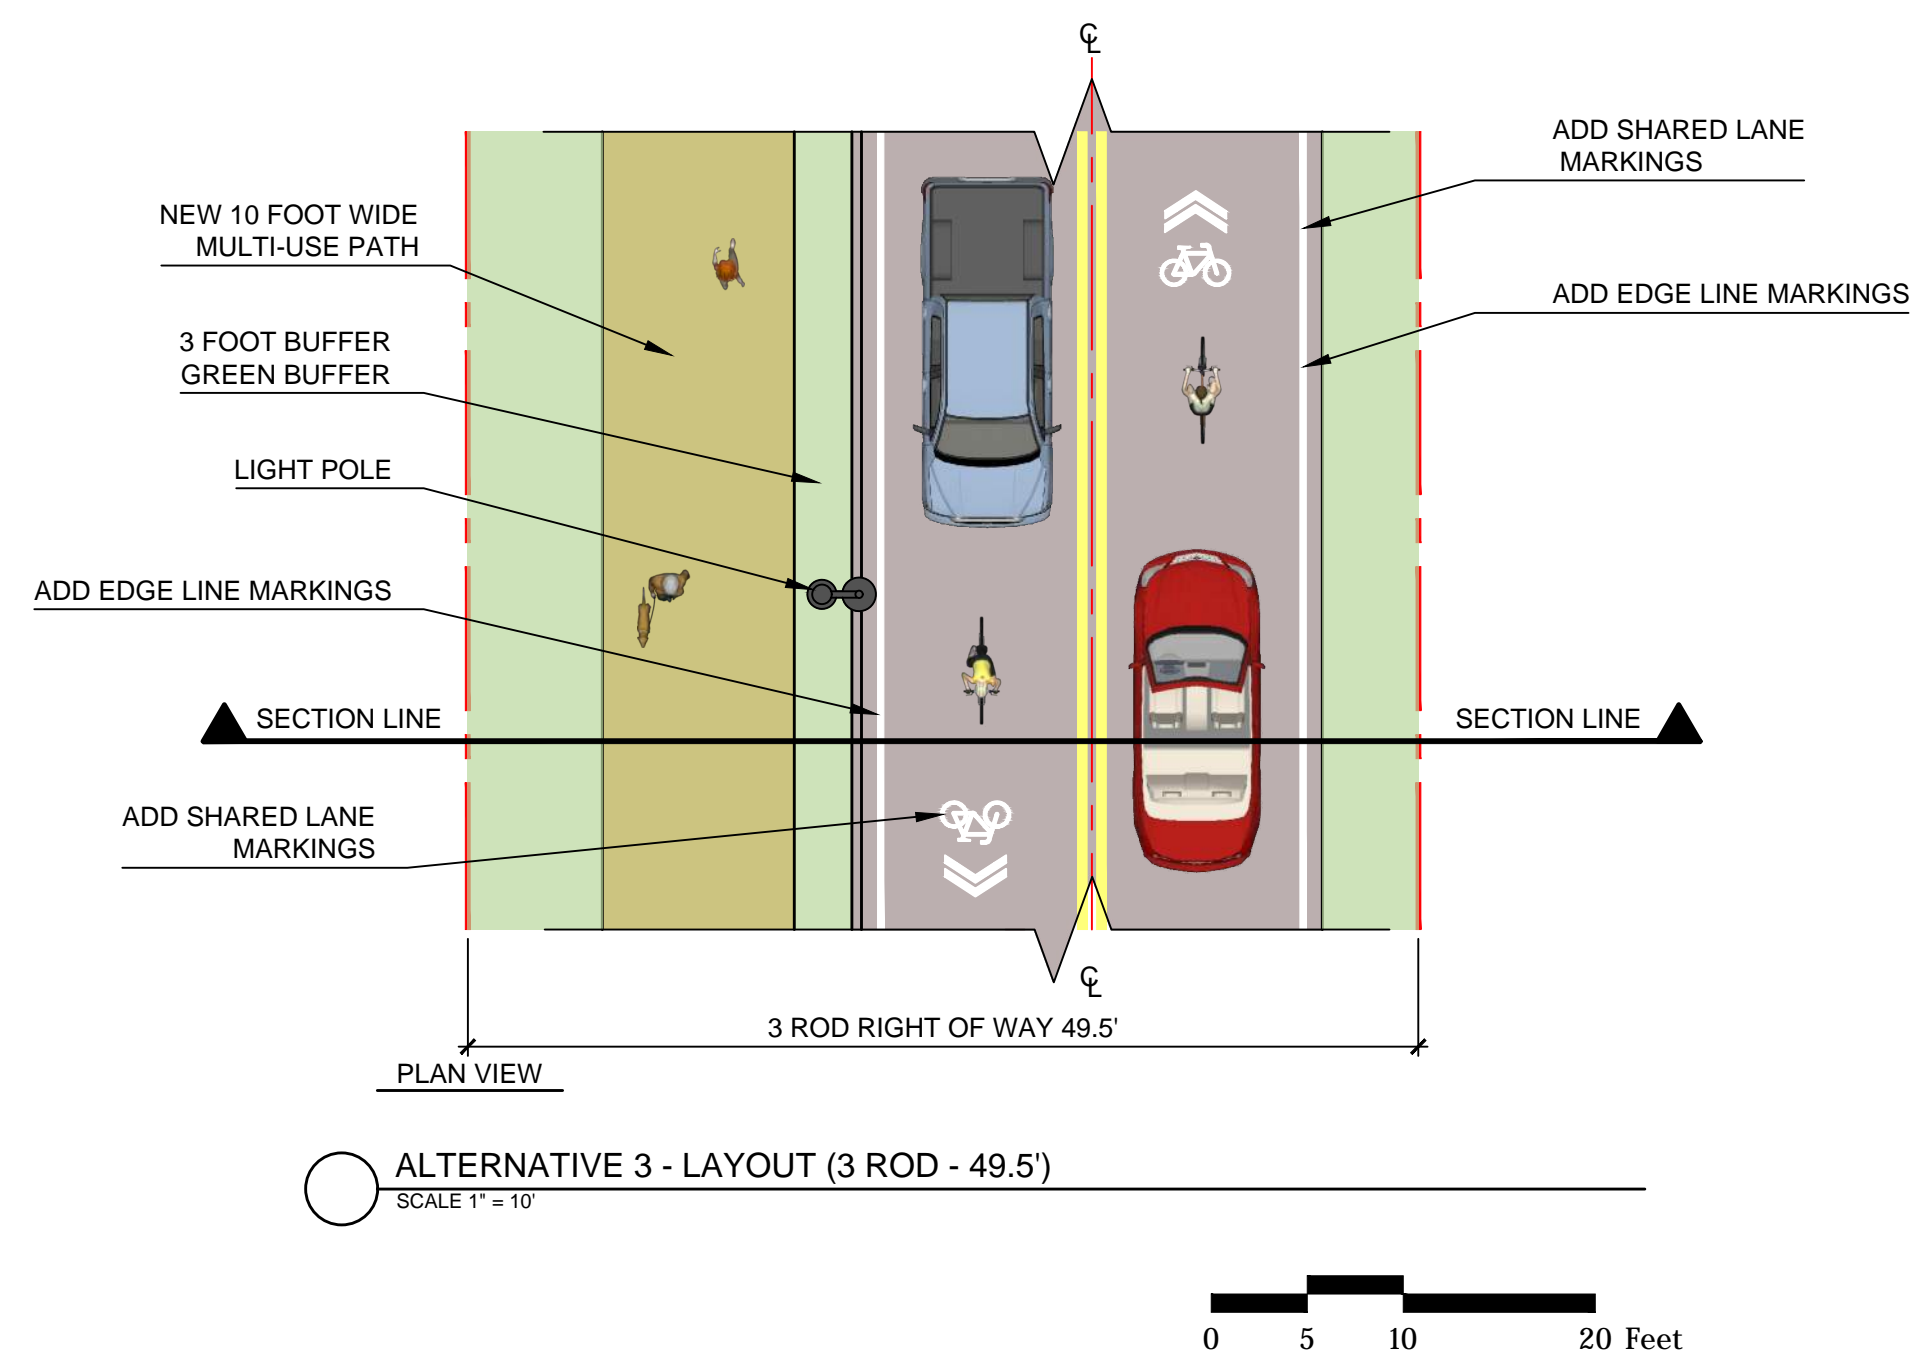 ℄
ADD SHARED LANE
MARKINGS
NEW 10 FOOT WIDE
MULTI-USE PATH
ADD EDGE LINE MARKINGS
3 FOOT BUFFER
GREEN BUFFER
LIGHT POLE
ADD EDGE LINE MARKINGS
SECTION LINE
SECTION LINE
ADD SHARED LANE
MARKINGS
℄
3 ROD RIGHT OF WAY 49.5'
PLAN VIEW
ALTERNATIVE 3 - LAYOUT (3 ROD - 49.5')
SCALE 1" = 10'
0 5 10 20 Feet